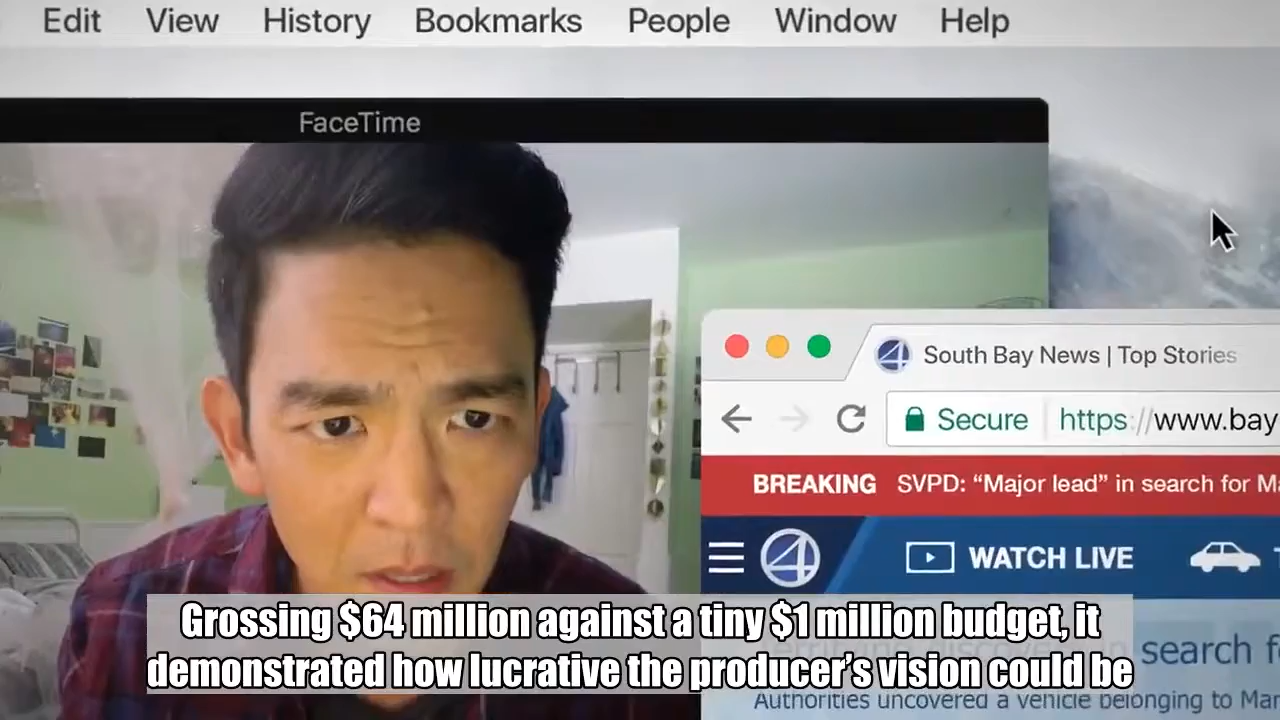 Edit View History Bookmarks People Window Help
FaceTime
South Bay News | Top Stories
Secure https://www.bay
BREAKING SVPD: “Major lead” in search for Ma
4 WATCH LIVE
search fo
Grossing $64 million against a tiny $1 million budget, it
demonstrated how lucrative the producer’s vision could be
Authorities uncovered a vehicle belonging to Mar